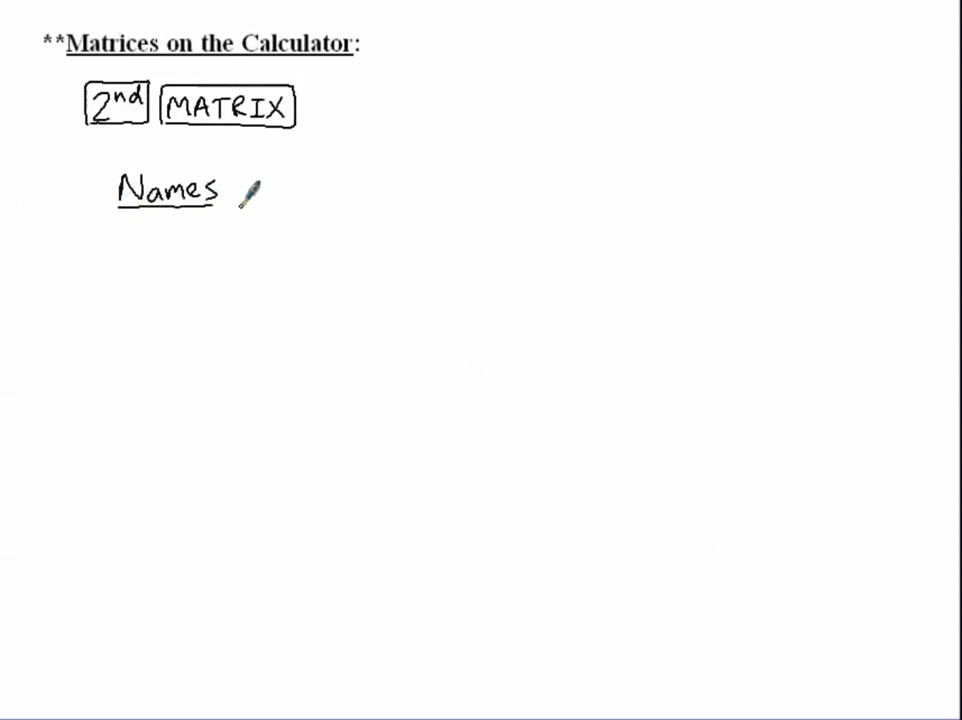 **Matrices on the Calculator:
2nd MATRIX
Names